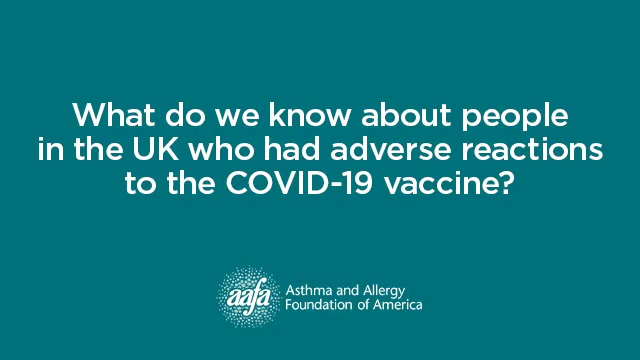 What do we know about people
in the UK who had adverse reactions
to the COVID-19 vaccine?
aafa
Asthma and Allergy
Foundation of America